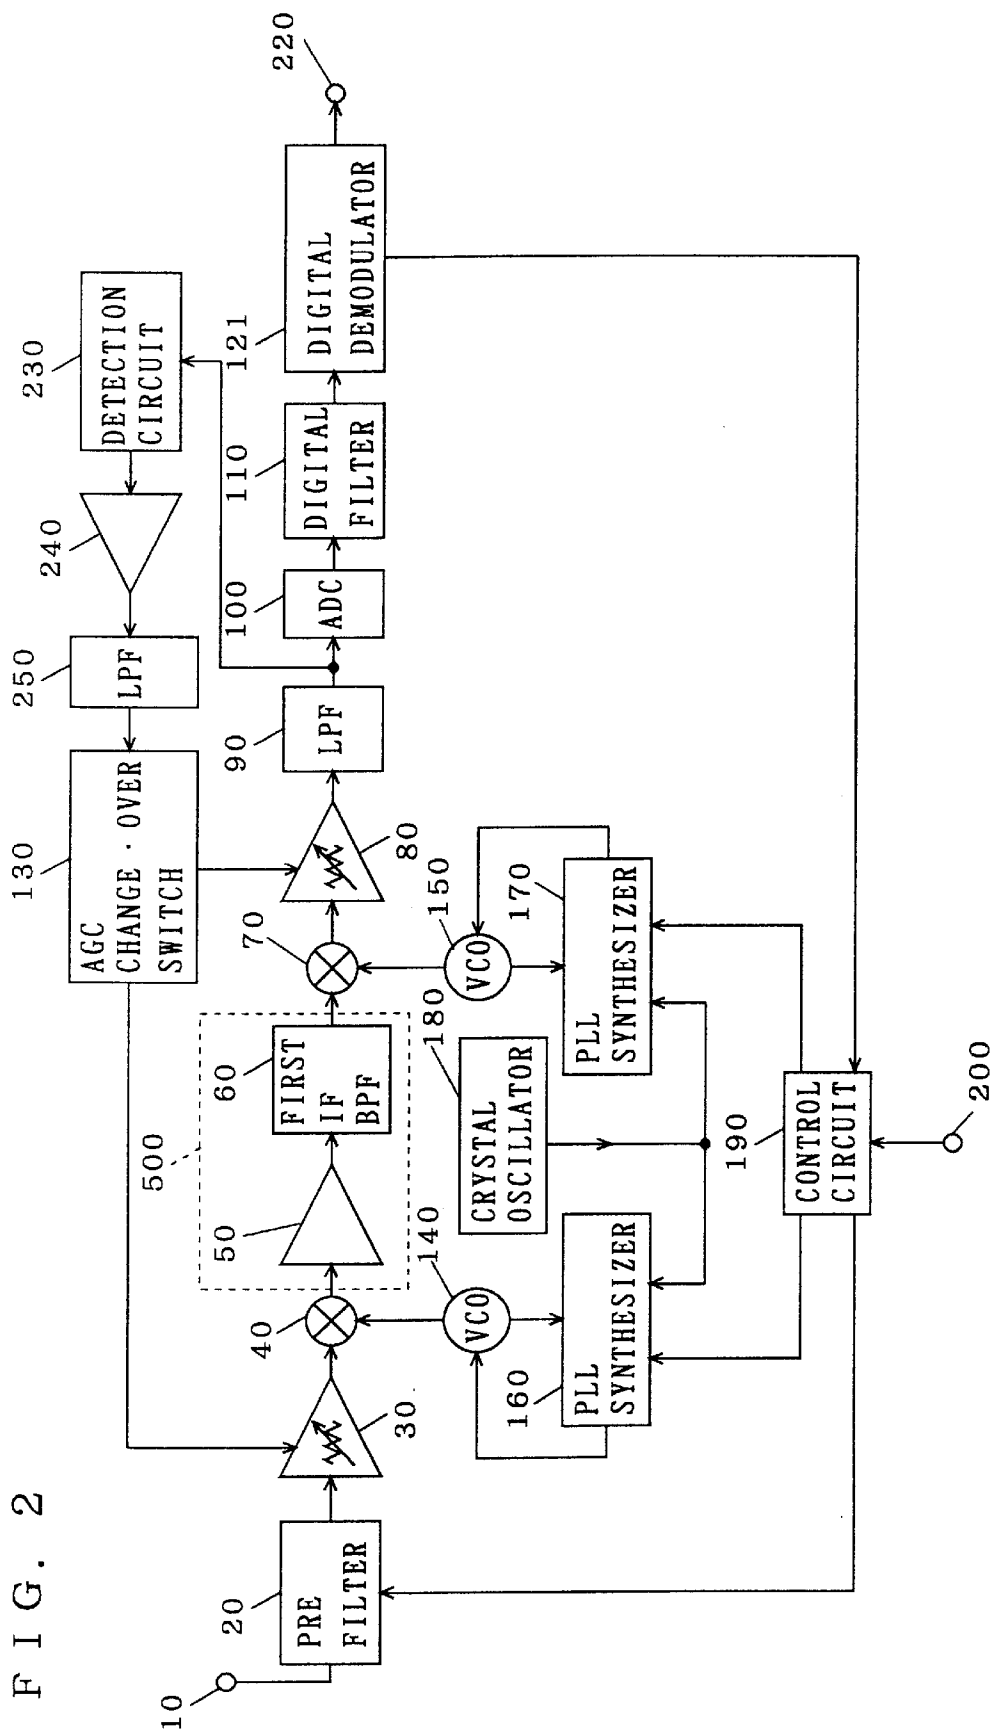 FIG. 2
10
20
PRE
FILTER
30
40
500
50
60
FIRST
IF
BPF
70
80
90
LPF
100
ADC
110
DIGITAL
FILTER
121
DIGITAL
DEMODULATOR
220
130
AGC
CHANGE·OVER
SWITCH
250
LPF
240
230
DETECTION
CIRCUIT
140
VCO
150
VCO
160
PLL
SYNTHESIZER
170
PLL
SYNTHESIZER
180
CRYSTAL
OSCILLATOR
190
CONTROL
CIRCUIT
200